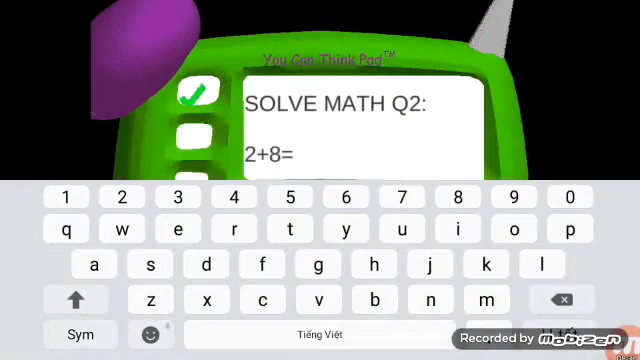 You Can Think Pad™
SOLVE MATH Q2:
2+8=
1 2 3 4 5 6 7 8 9 0
q w e r t y u i o p
a s d f g h j k l
z x c v b n m
Sym Tiếng Việt
Recorded by mobizen